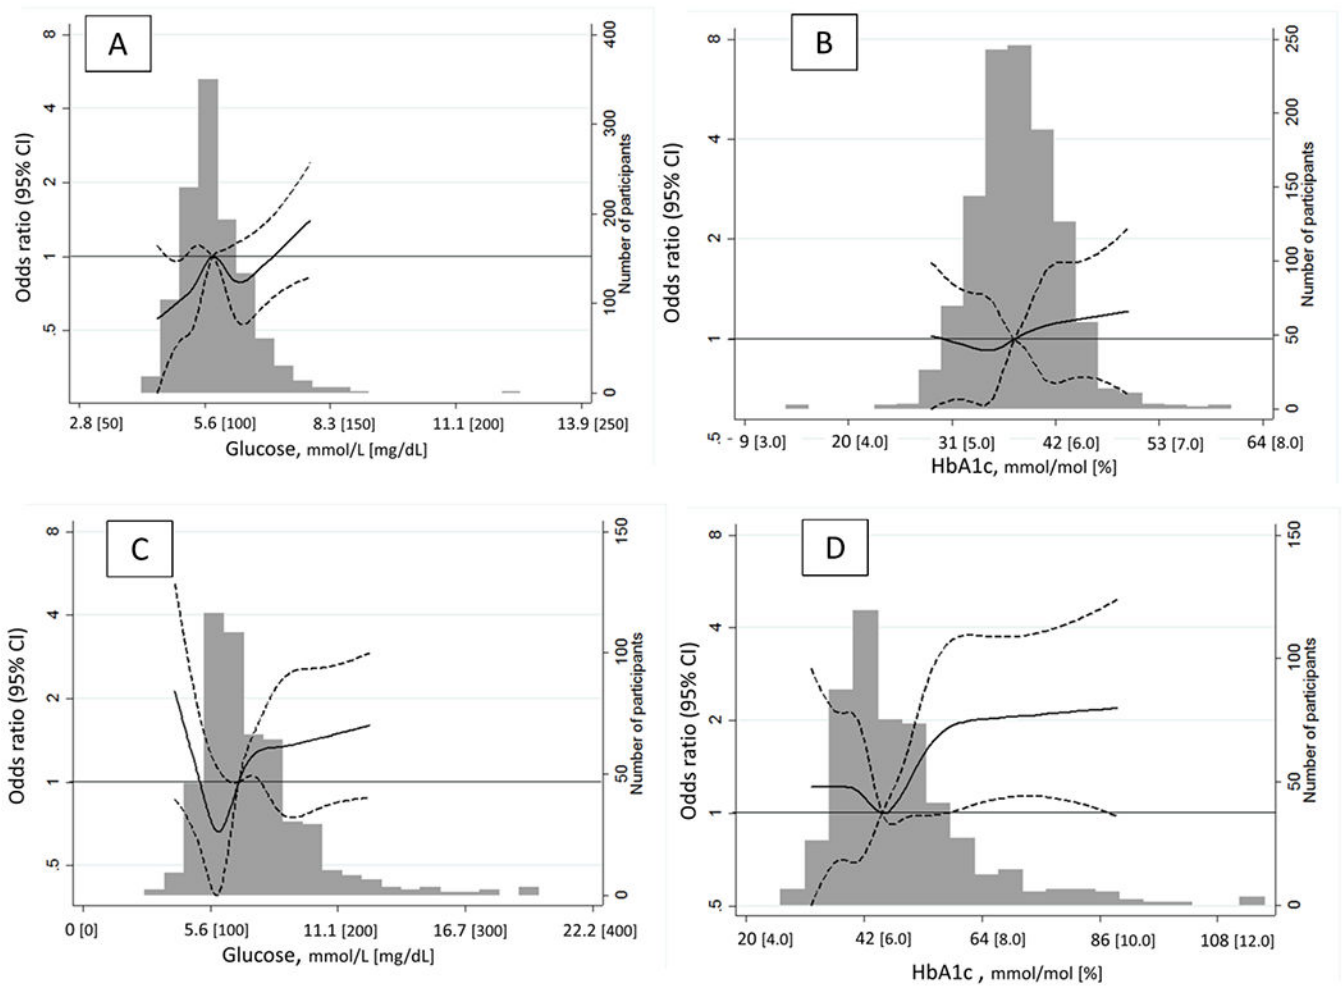 A
8
4
2
1
.5
Odds ratio (95% CI)
400
300
200
100
0
Number of participants
2.8 [50] 5.6 [100] 8.3 [150] 11.1 [200] 13.9 [250]
Glucose, mmol/L [mg/dL]
B
8
4
2
1
.5
Odds ratio (95% CI)
250
200
150
100
50
0
Number of participants
9 [3.0] 20 [4.0] 31 [5.0] 42 [6.0] 53 [7.0] 64 [8.0]
HbA1c, mmol/mol [%]
C
8
4
2
1
.5
Odds ratio (95% CI)
150
100
50
0
Number of participants
0 [0] 5.6 [100] 11.1 [200] 16.7 [300] 22.2 [400]
Glucose, mmol/L [mg/dL]
D
8
4
2
1
.5
Odds ratio (95% CI)
150
100
50
0
Number of participants
20 [4.0] 42 [6.0] 64 [8.0] 86 [10.0] 108 [12.0]
HbA1c , mmol/mol [%]